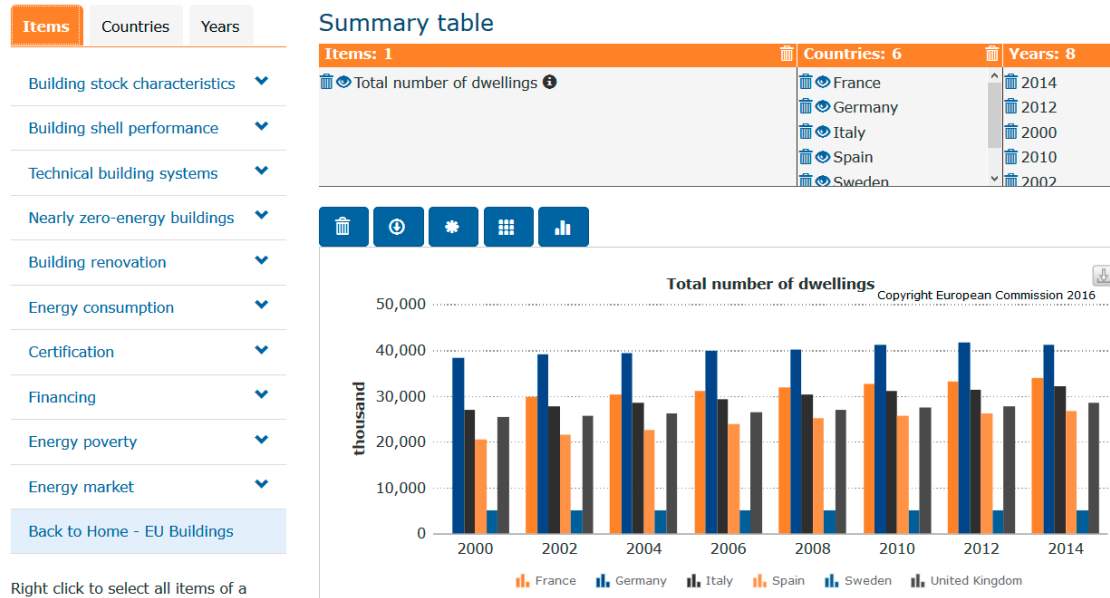 Items Countries Years
Building stock characteristics
Building shell performance
Technical building systems
Nearly zero-energy buildings
Building renovation
Energy consumption
Certification
Financing
Energy poverty
Energy market
Back to Home - EU Buildings
Right click to select all items of a
Summary table
Items: 1 Countries: 6 Years: 8
Total number of dwellings France 2014
Germany 2012
Italy 2000
Spain 2010
Sweden 2002
Total number of dwellings
Copyright European Commission 2016
thousand
50,000
40,000
30,000
20,000
10,000
0
2000 2002 2004 2006 2008 2010 2012 2014
France Germany Italy Spain Sweden United Kingdom